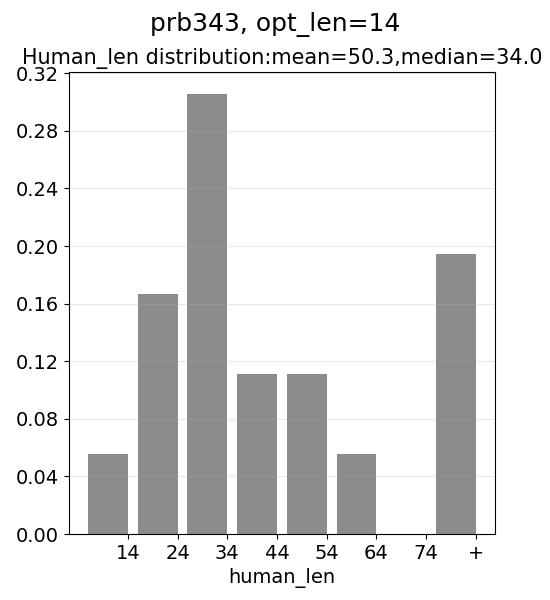 prb343, opt_len=14
Human_len distribution:mean=50.3,median=34.0
0.32
0.28
0.24
0.20
0.16
0.12
0.08
0.04
0.00
14 24 34 44 54 64 74 +
human_len